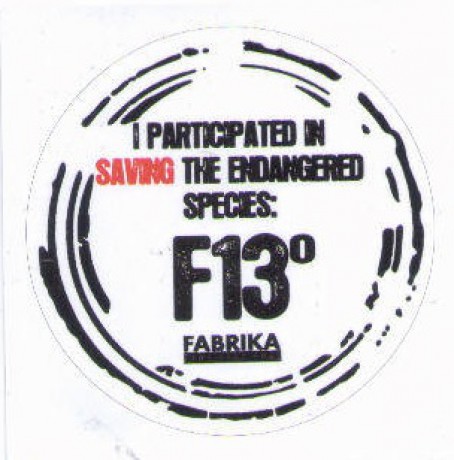 I PARTICIPATED IN
SAVING THE ENDANGERED
SPECIES:
F13°
FABRIKA